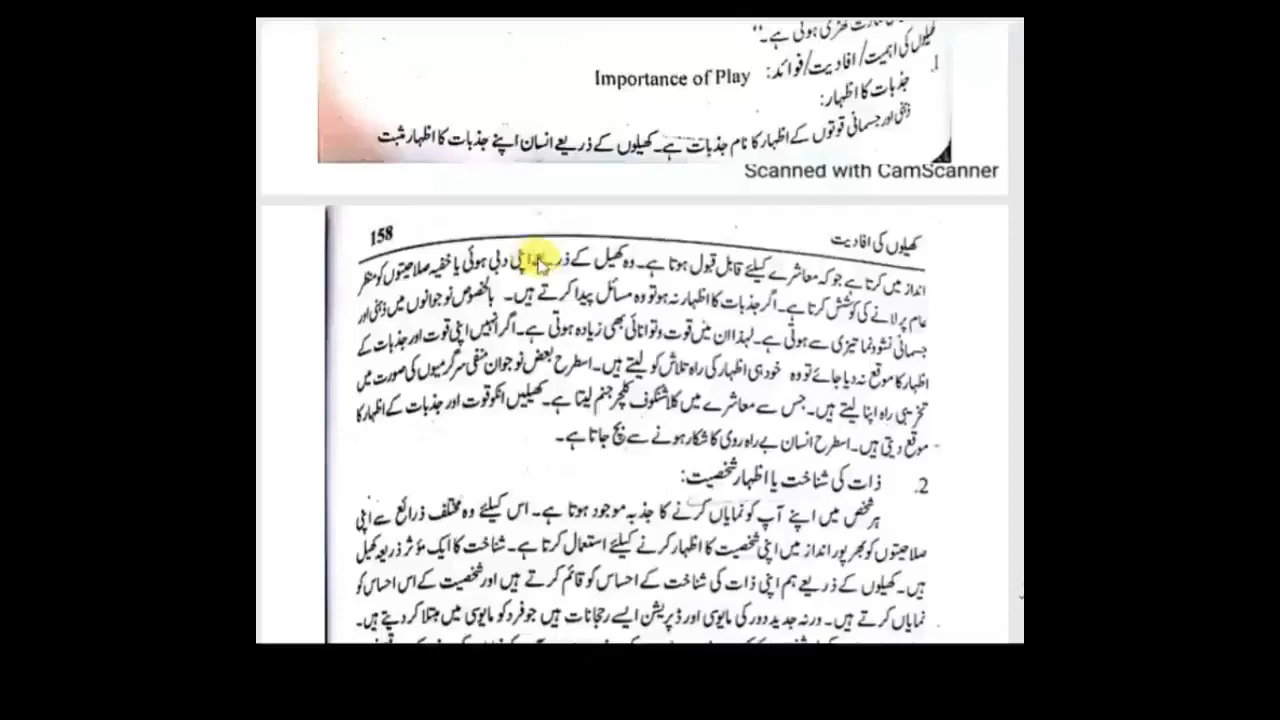 ہوتی ہے۔"
کھیلوں کی اہمیت/افادیت/فوائد: Importance of Play
1. جذبات کا اظہار:
ذہنی اور جسمانی قوتوں کے اظہار کا نام جذبات ہے۔ کھیلوں کے ذریعے انسان اپنے جذبات کا اظہار مثبت
Scanned with CamScanner
کھیلوں کی افادیت 158
انداز میں کرتا ہے جو کہ معاشرے کیلئے قابل قبول ہوتا ہے۔ وہ کھیل کے ذریعے اپنی دبی ہوئی یا خفیہ صلاحیتوں کو منظر
عام پر لانے کی کوشش کرتا ہے۔ اگر جذبات کا اظہار نہ ہو تو وہ مسائل پیدا کرتے ہیں۔ بالخصوص نوجوانوں میں ذہنی اور
جسمانی نشوونما تیزی سے ہوتی ہے۔ لہذا ان میں قوت و توانائی بھی زیادہ ہوتی ہے۔ اگر انہیں اپنی قوت اور جذبات کے
اظہار کا موقع نہ دیا جائے تو وہ خود ہی اظہار کی راہ تلاش کو لیتے ہیں۔ اسطرح بعض نوجوان منفی سرگرمیوں کی صورت میں
تخریبی راہ اپنا لیتے ہیں۔ جس سے معاشرے میں کلاشنکوف کلچر جنم لیتا ہے۔ کھیلیں انکو قوت اور جذبات کے اظہار کا
موقع دیتی ہیں۔ اسطرح انسان بے راہ روی کا شکار ہونے سے بچ جاتا ہے۔
2. ذات کی شناخت یا اظہار شخصیت:
ہر شخص میں اپنے آپ کو نمایاں کرنے کا جذبہ موجود ہوتا ہے۔ اس کیلئے وہ مختلف ذرائع سے اپنی
صلاحیتوں کو بھرپور انداز میں اپنی شخصیت کا اظہار کرنے کیلئے استعمال کرتا ہے۔ شناخت کا ایک مؤثر ذریعہ کھیل
ہیں۔ کھیلوں کے ذریعے ہم اپنی ذات کی شناخت کے احساس کو قائم کرتے ہیں اور شخصیت کے اس احساس کو
نمایاں کرتے ہیں۔ ورنہ جدید دور کی مایوسی اور ڈپریشن ایسے رجحانات ہیں جو فرد کو مایوسی میں مبتلا کر دیتے ہیں۔